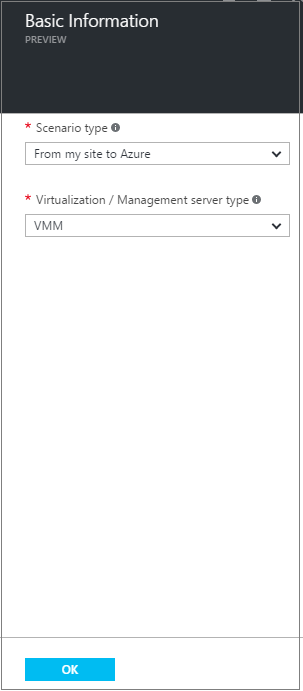 Basic Information
PREVIEW
* Scenario type
From my site to Azure
* Virtualization / Management server type
VMM
OK